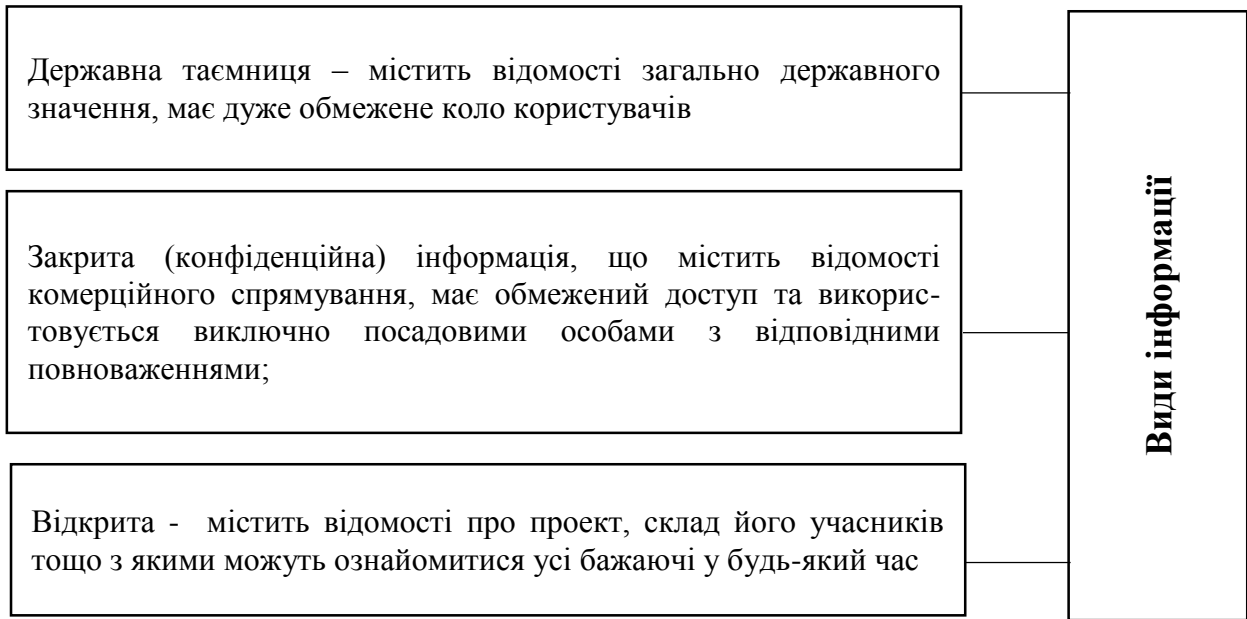 Державна таємниця – містить відомості загально державного
значення, має дуже обмежене коло користувачів
Закрита (конфіденційна) інформація, що містить відомості
комерційного спрямування, має обмежений доступ та викорис-
товується виключно посадовими особами з відповідними
повноваженнями;
Відкрита - містить відомості про проект, склад його учасників
тощо з якими можуть ознайомитися усі бажаючі у будь-який час
Види інформації